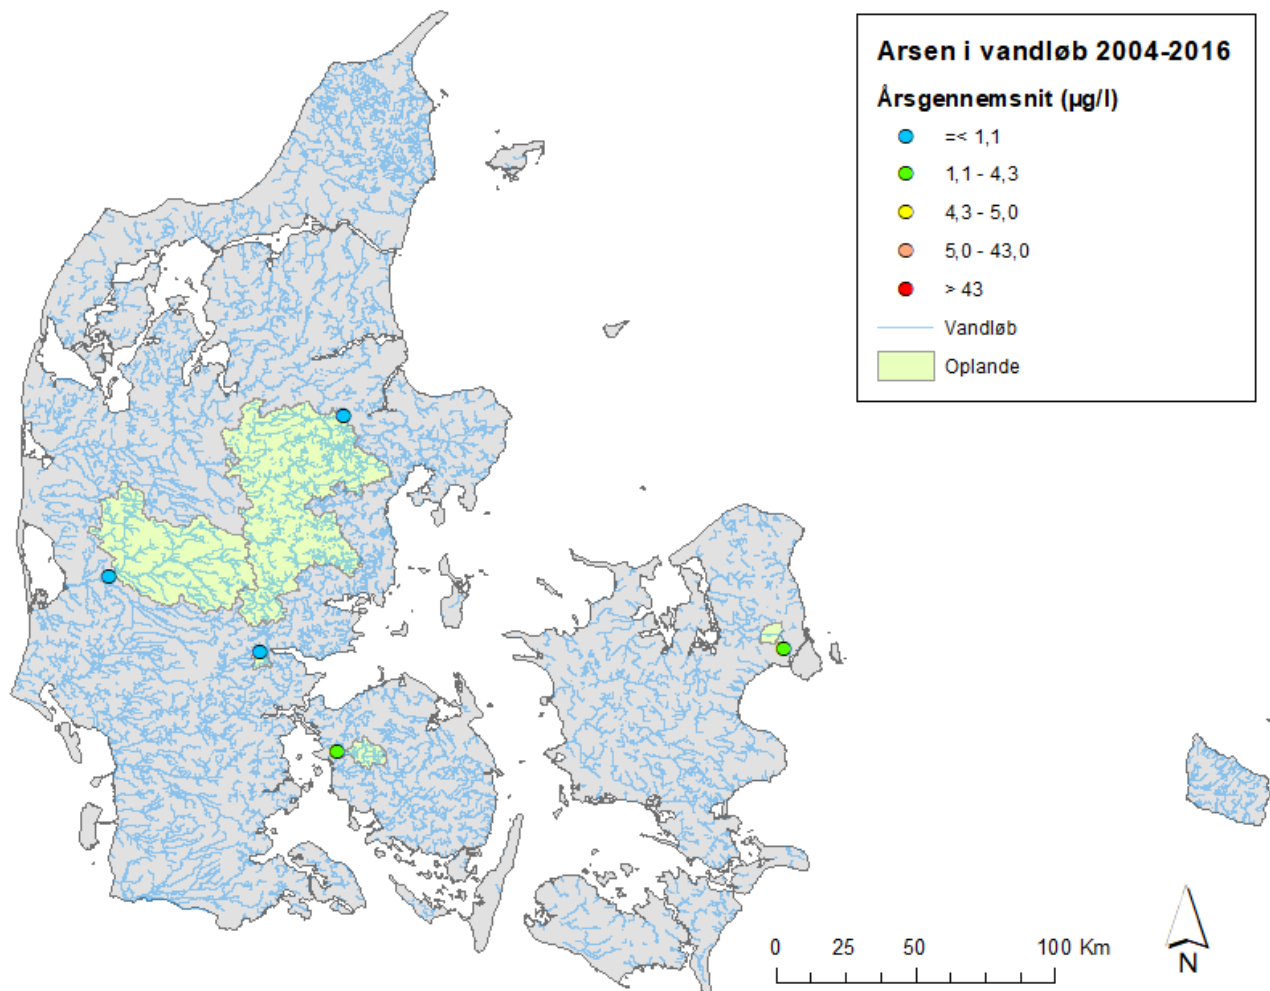 Arsen i vandløb 2004-2016
Årsgennemsnit (µg/l)
=< 1,1
1,1 - 4,3
4,3 - 5,0
5,0 - 43,0
> 43
Vandløb
Oplande
0 25 50 100 Km
N